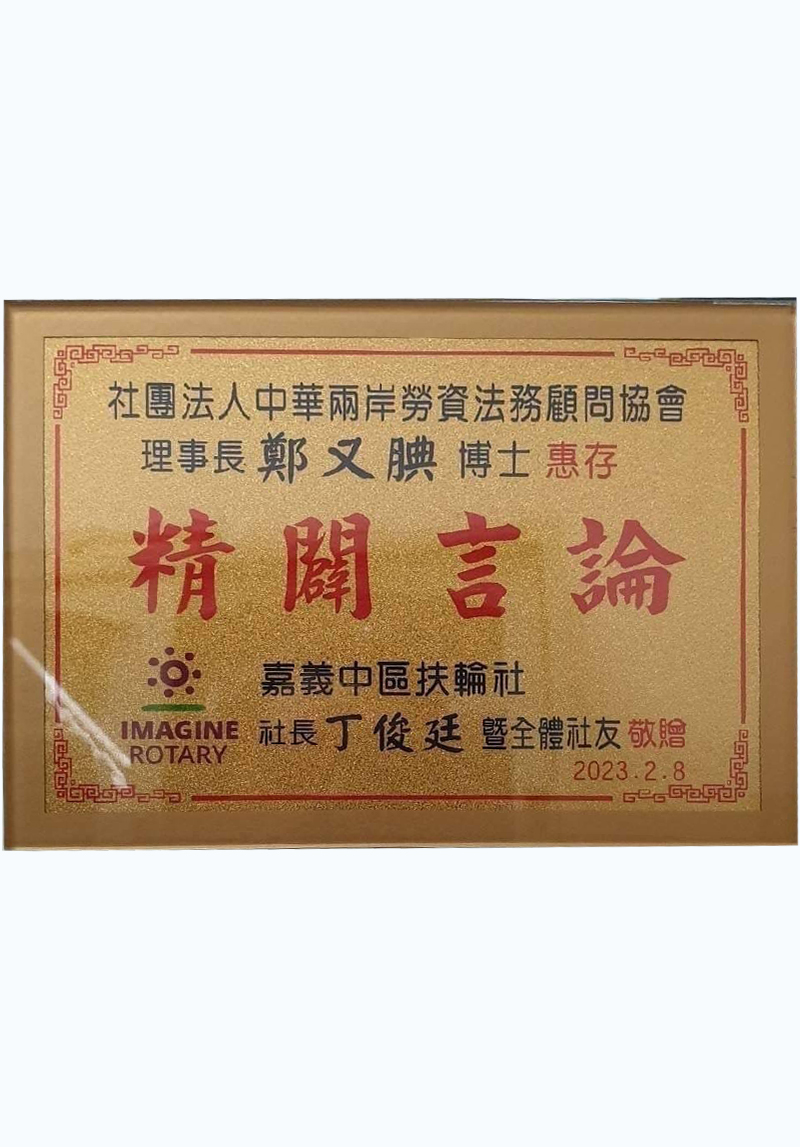 社團法人中華兩岸勞資法務顧問協會
理事長 鄭又腆 博士 惠存
精闢言論
嘉義中區扶輪社
IMAGINE
ROTARY
社長 丁俊廷 暨全體社友 敬贈
2023.2.8